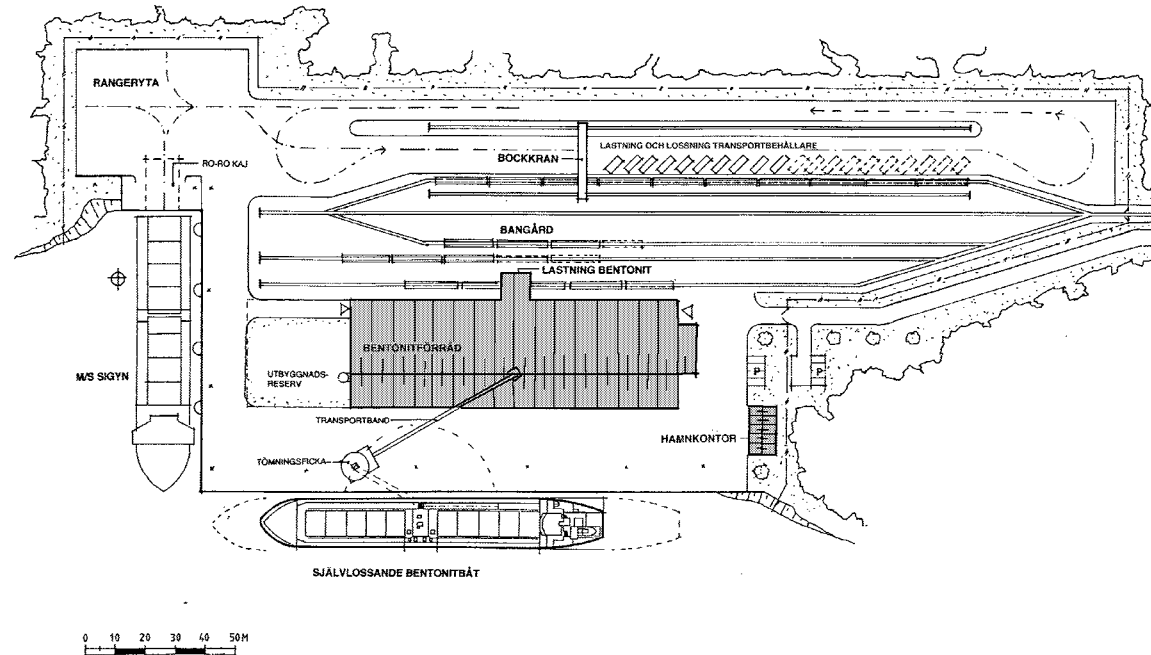 RANGERYTA
RO-RO KAJ
BOCKKRAN
LASTNING OCH LOSSNING TRANSPORTBEHÅLLARE
BANGÅRD
LASTNING BENTONIT
BENTONITFÖRRÅD
UTBYGGNADS-
RESERV
M/S SIGYN
TRANSPORTBAND
TÖMNINGSFICKA
HAMNKONTOR
P
P
SJÄLVLOSSANDE BENTONITBÅT
0 10 20 30 40 50M